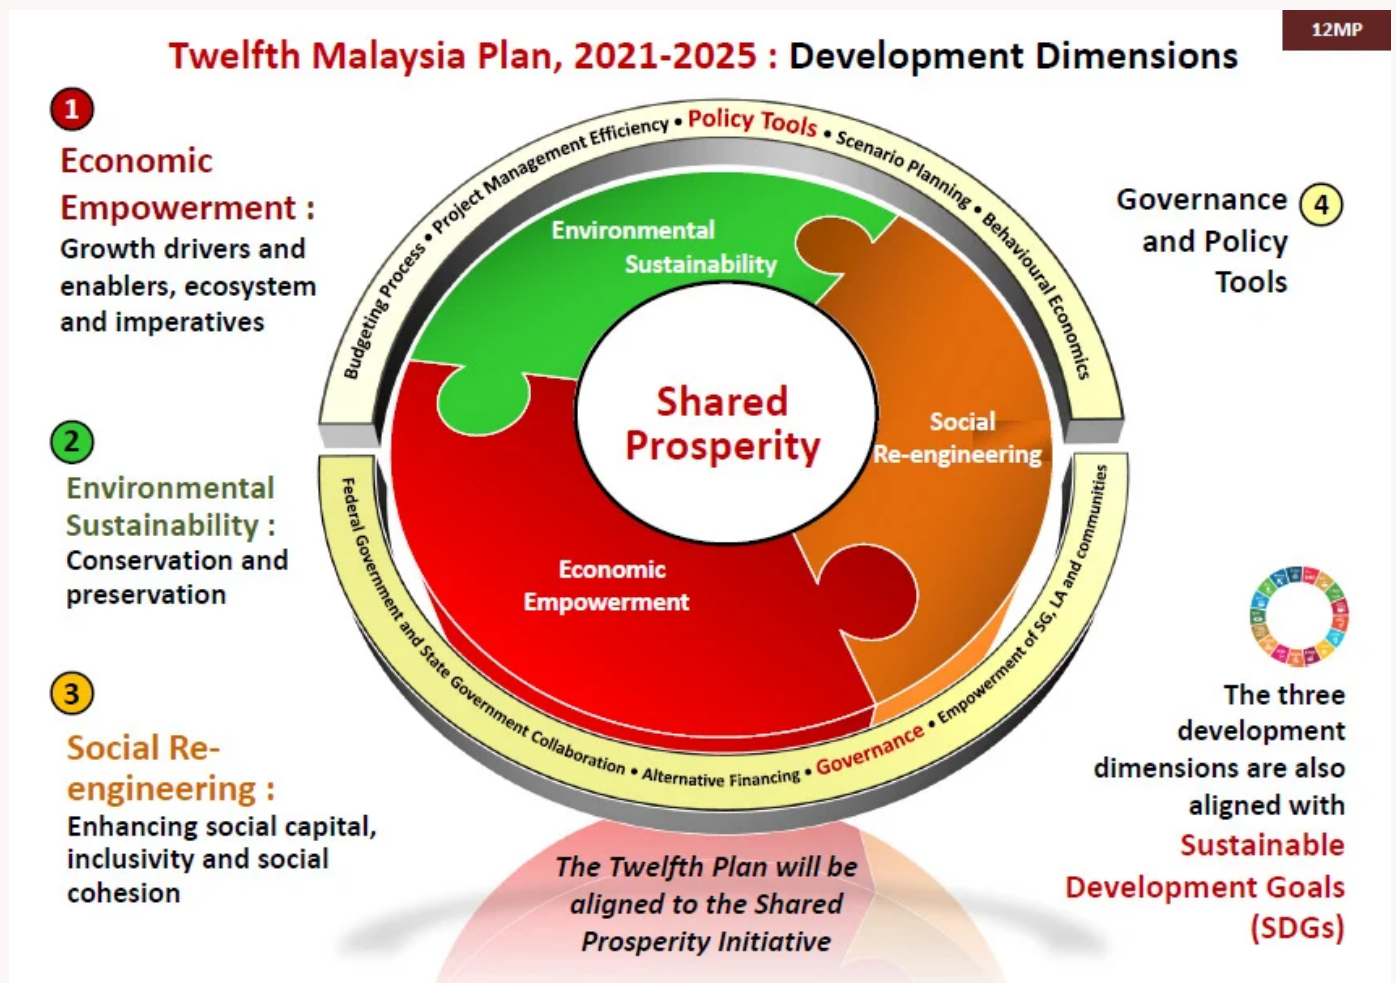 12MP
Twelfth Malaysia Plan, 2021-2025 : Development Dimensions
1
Economic
Empowerment :
Growth drivers and
enablers, ecosystem
and imperatives
2
Environmental
Sustainability :
Conservation and
preservation
3
Social Re-
engineering :
Enhancing social capital,
inclusivity and social
cohesion
Budgeting Process • Project Management Efficiency • Policy Tools • Scenario Planning • Behavioural Economics
Environmental
Sustainability
Social
Re-engineering
Economic
Empowerment
Shared
Prosperity
Federal Government and State Government Collaboration • Alternative Financing • Governance • Empowerment of SG, LA and communities
The Twelfth Plan will be
aligned to the Shared
Prosperity Initiative
Governance
and Policy
Tools
4
The three
development
dimensions are also
aligned with
Sustainable
Development Goals
(SDGs)